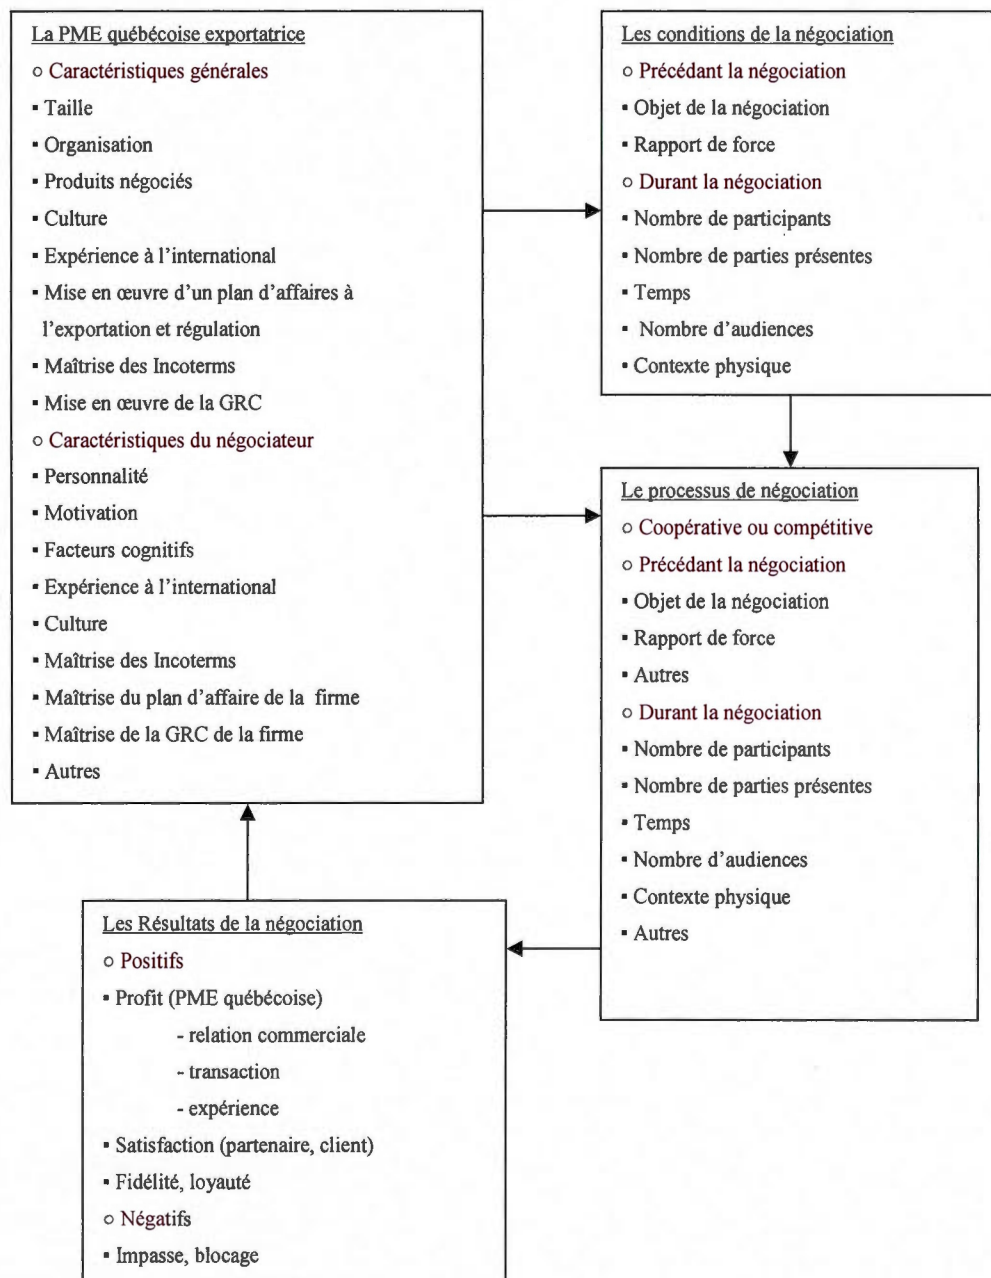 La PME québécoise exportatrice
○ Caractéristiques générales
▪ Taille
▪ Organisation
▪ Produits négociés
▪ Culture
▪ Expérience à l'international
▪ Mise en œuvre d'un plan d'affaires à
l'exportation et régulation
▪ Maîtrise des Incoterms
▪ Mise en œuvre de la GRC
○ Caractéristiques du négociateur
▪ Personnalité
▪ Motivation
▪ Facteurs cognitifs
▪ Expérience à l'international
▪ Culture
▪ Maîtrise des Incoterms
▪ Maîtrise du plan d'affaire de la firme
▪ Maîtrise de la GRC de la firme
▪ Autres
Les conditions de la négociation
○ Précédant la négociation
▪ Objet de la négociation
▪ Rapport de force
○ Durant la négociation
▪ Nombre de participants
▪ Nombre de parties présentes
▪ Temps
▪ Nombre d'audiences
▪ Contexte physique
Le processus de négociation
○ Coopérative ou compétitive
○ Précédant la négociation
▪ Objet de la négociation
▪ Rapport de force
▪ Autres
○ Durant la négociation
▪ Nombre de participants
▪ Nombre de parties présentes
▪ Temps
▪ Nombre d'audiences
▪ Contexte physique
▪ Autres
Les Résultats de la négociation
○ Positifs
▪ Profit (PME québécoise)
- relation commerciale
- transaction
- expérience
▪ Satisfaction (partenaire, client)
▪ Fidélité, loyauté
○ Négatifs
▪ Impasse, blocage